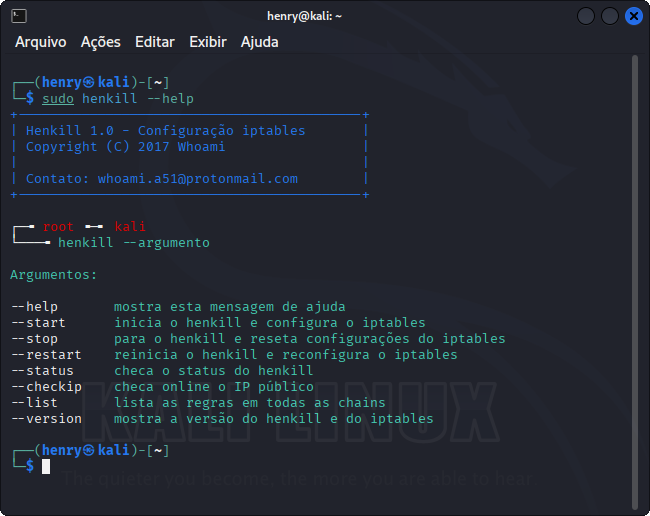 henry@kali: ~
Arquivo Ações Editar Exibir Ajuda
┌──(henry㉿kali)-[~]
└─$ sudo henkill --help
+-------------------------------------------+
| Henkill 1.0 - Configuração iptables |
| Copyright (C) 2017 Whoami |
| |
| Contato: whoami.a51@protonmail.com |
+-------------------------------------------+
┌─╼ root ╺─╸ kali
└───╼ henkill --argumento
Argumentos:
--help mostra esta mensagem de ajuda
--start inicia o henkill e configura o iptables
--stop para o henkill e reseta configurações do iptables
--restart reinicia o henkill e reconfigura o iptables
--status checa o status do henkill
--checkip checa online o IP público
--list lista as regras em todas as chains
--version mostra a versão do henkill e do iptables
KALI LINUX
┌──(henry㉿kali)-[~]
└─$
The quieter you become, the more you are able to hear